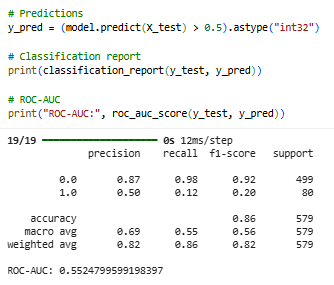 # Predictions
y_pred = (model.predict(X_test) > 0.5).astype("int32")
# Classification report
print(classification_report(y_test, y_pred))
# ROC-AUC
print("ROC-AUC:", roc_auc_score(y_test, y_pred))
19/19 ━━━━━━━━━━━━━━━━━━━━ 0s 12ms/step
precision recall f1-score support
0.0 0.87 0.98 0.92 499
1.0 0.50 0.12 0.20 80
accuracy 0.86 579
macro avg 0.69 0.55 0.56 579
weighted avg 0.82 0.86 0.82 579
ROC-AUC: 0.5524799599198397